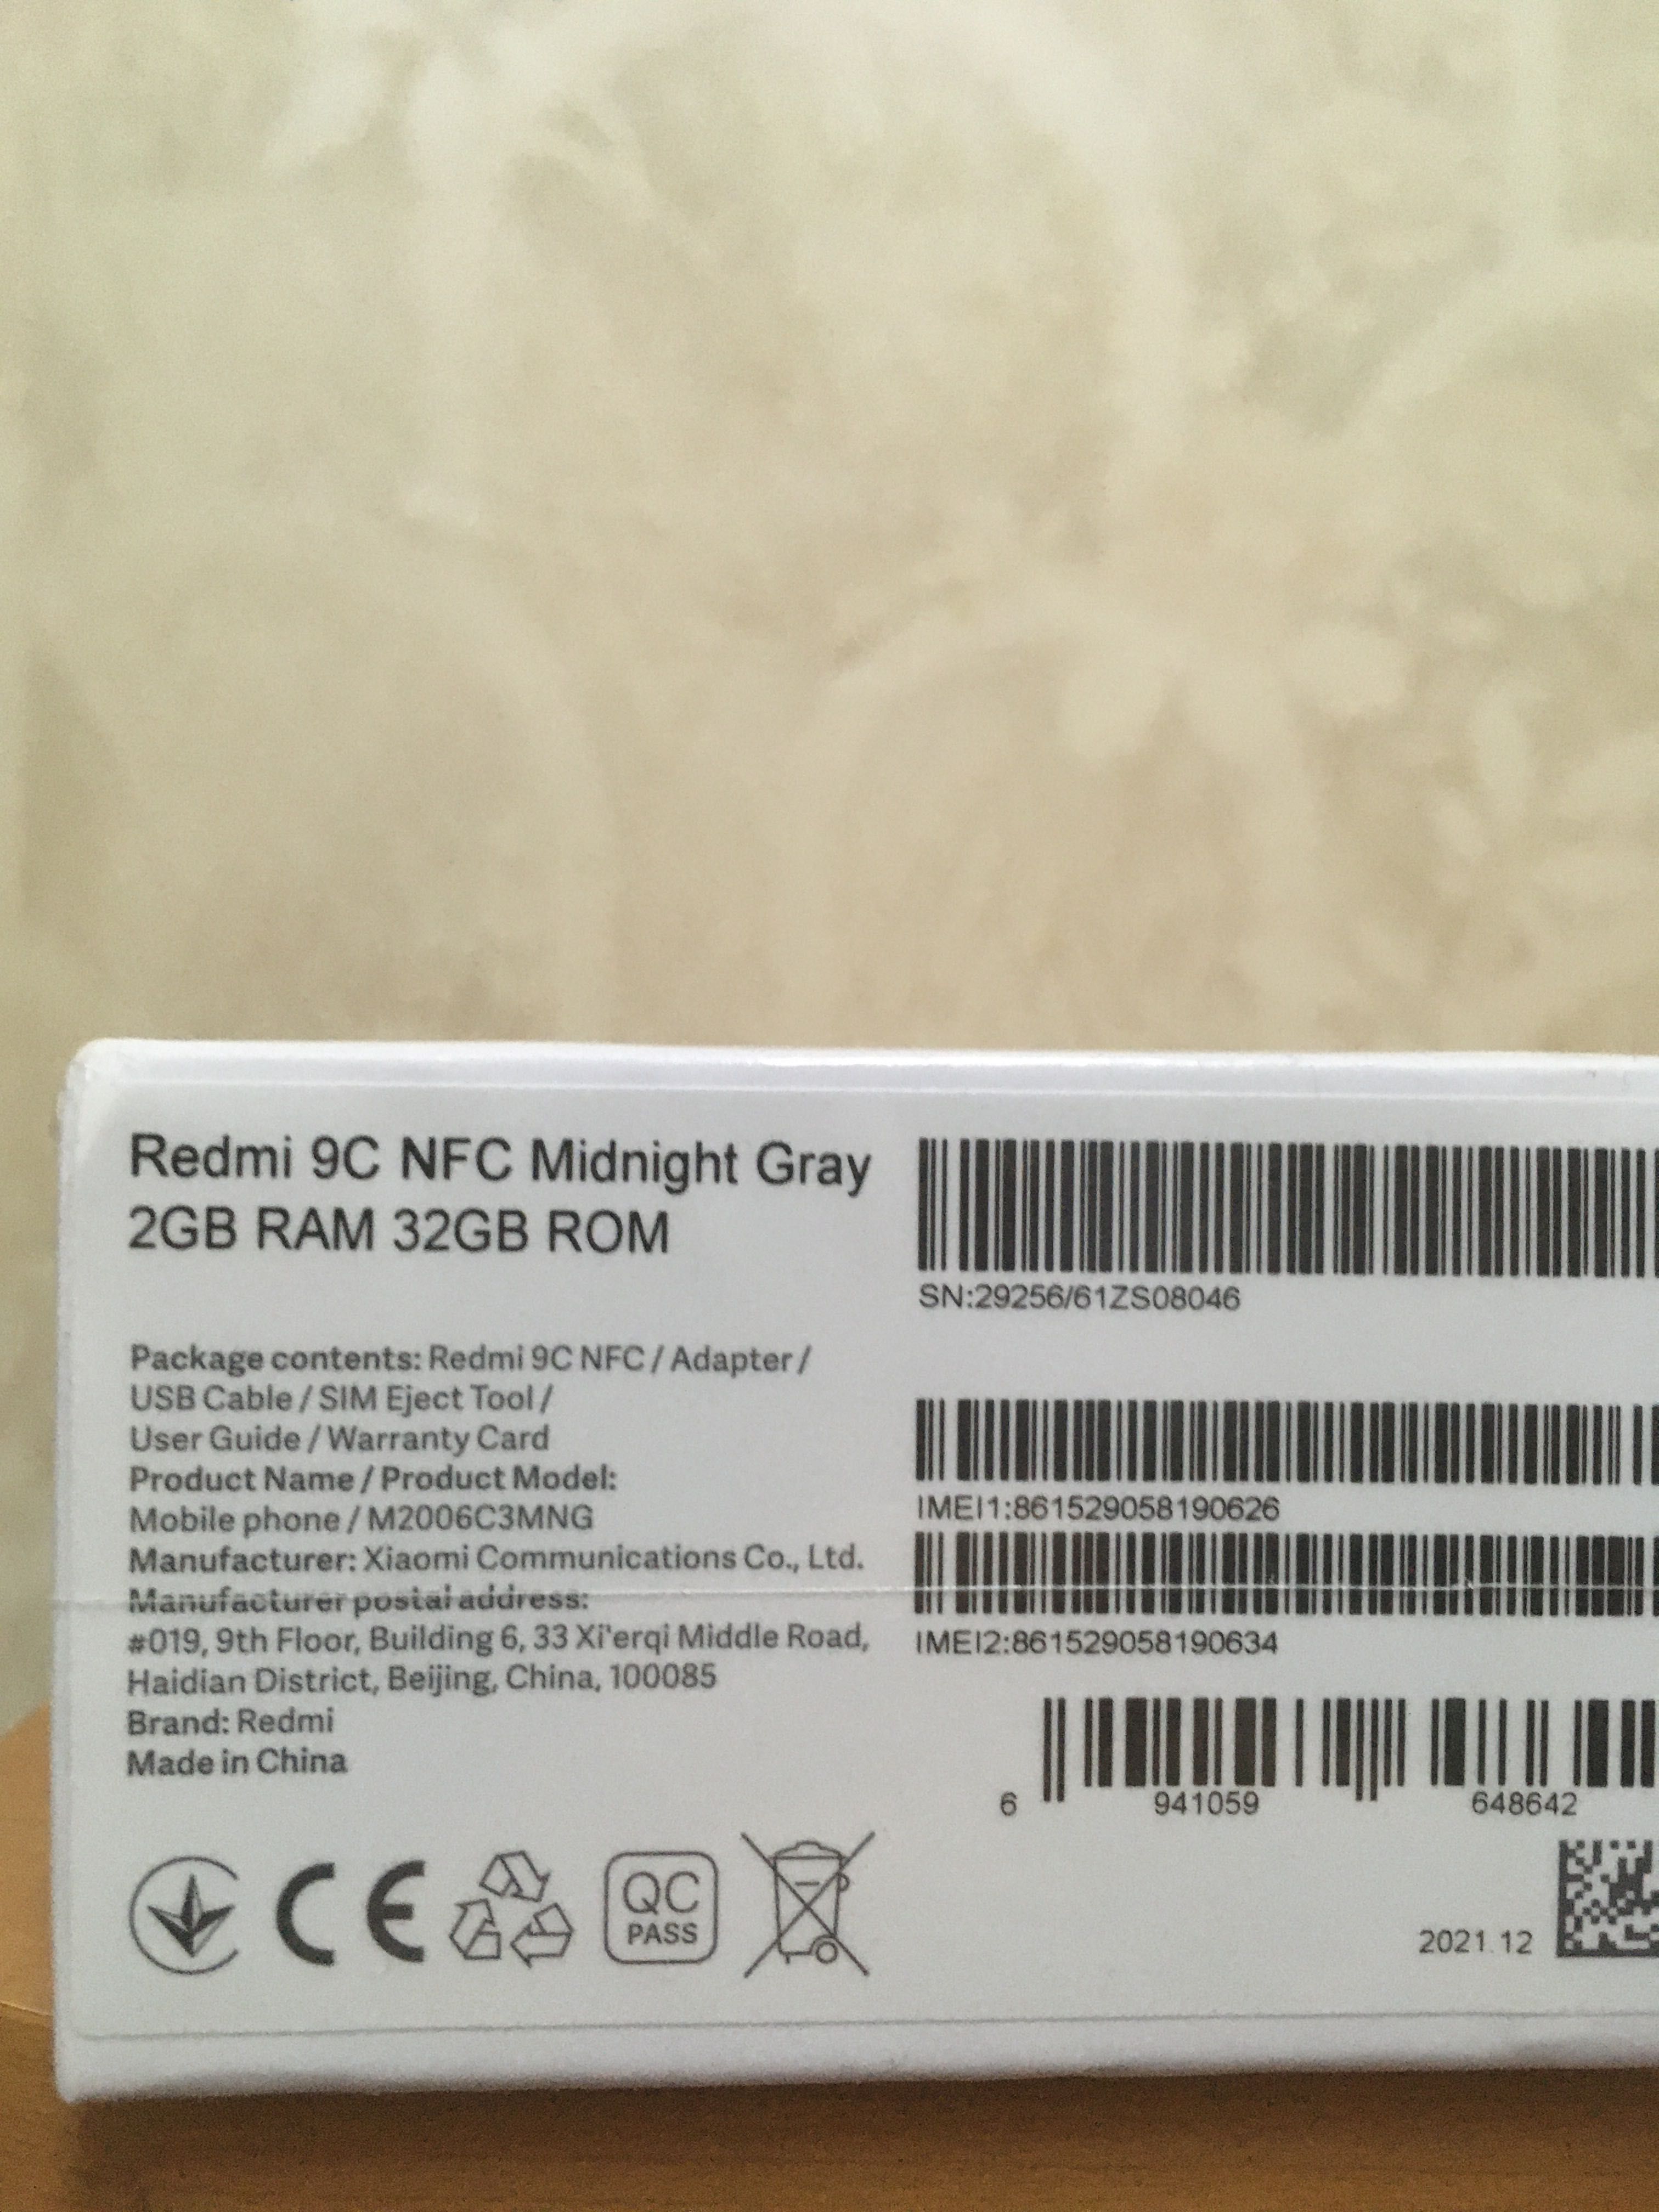 Redmi 9C NFC Midnight Gray
2GB RAM 32GB ROM
Package contents: Redmi 9C NFC / Adapter /
USB Cable / SIM Eject Tool /
User Guide / Warranty Card
Product Name / Product Model:
Mobile phone / M2006C3MNG
Manufacturer: Xiaomi Communications Co., Ltd.
Manufacturer postal address:
#019, 9th Floor, Building 6, 33 Xi'erqi Middle Road,
Haidian District, Beijing, China, 100085
Brand: Redmi
Made in China
CE
QC
PASS
SN:29256/61ZS08046
IMEI1:861529058190626
IMEI2:861529058190634
6 941059 648642
2021.12